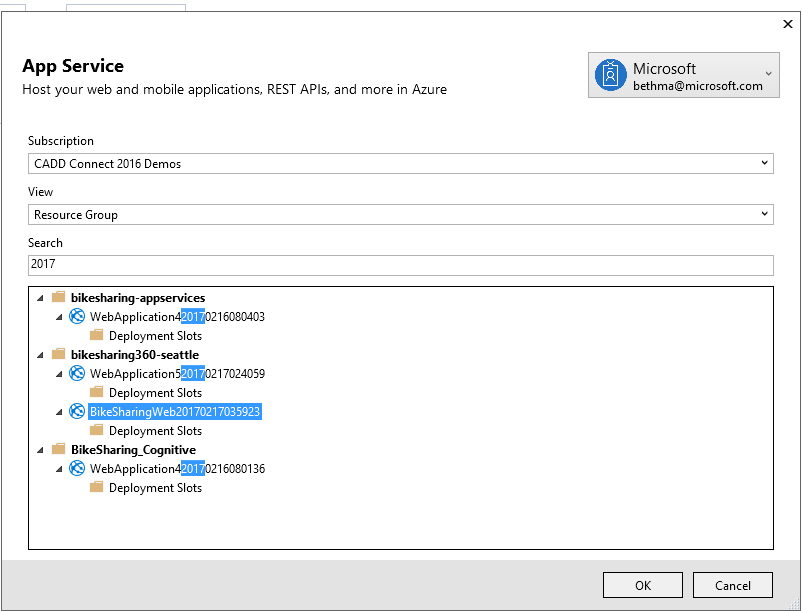 App Service
Host your web and mobile applications, REST APIs, and more in Azure
Microsoft
bethma@microsoft.com
Subscription
CADD Connect 2016 Demos
View
Resource Group
Search
2017
bikesharing-appservices
WebApplication420170216080403
Deployment Slots
bikesharing360-seattle
WebApplication520170217024059
Deployment Slots
BikeSharingWeb20170217035923
Deployment Slots
BikeSharing_Cognitive
WebApplication420170216080136
Deployment Slots
OK Cancel